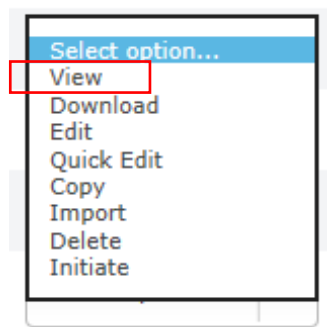 Select option...
View
Download
Edit
Quick Edit
Copy
Import
Delete
Initiate